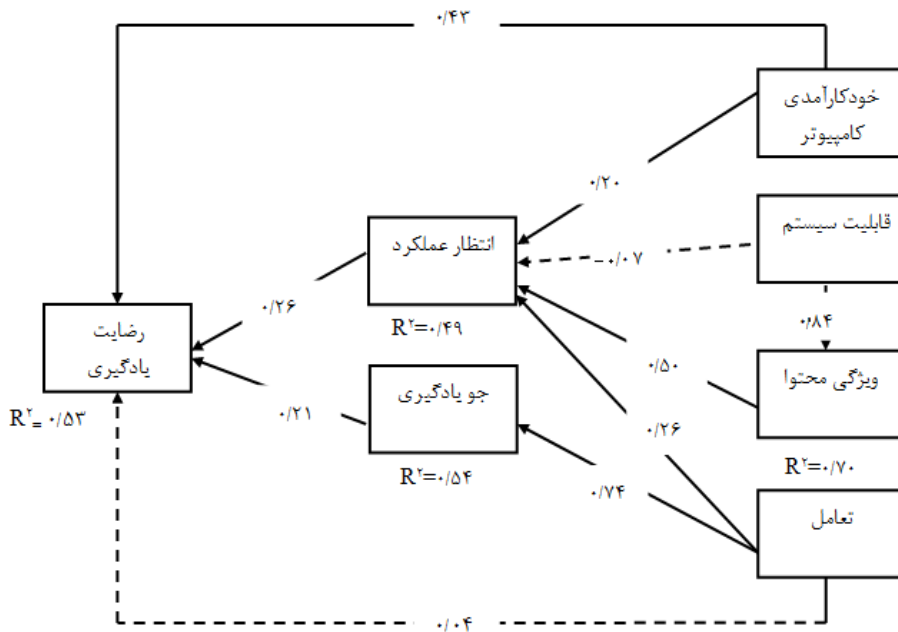 ۰/۴۳
خودکارآمدی
کامپیوتر
۰/۲۰
قابلیت سیستم
انتظار عملکرد
-۰/۰۷
۰/۲۶
R۲=۰/۴۹
۰/۸۴
رضایت
یادگیری
R۲= ۰/۵۳
ویژگی محتوا
۰/۵۰
جو یادگیری
۰/۲۱
۰/۲۶
R۲=۰/۵۴
R۲=۰/۷۰
۰/۷۴
تعامل
۰/۰۴